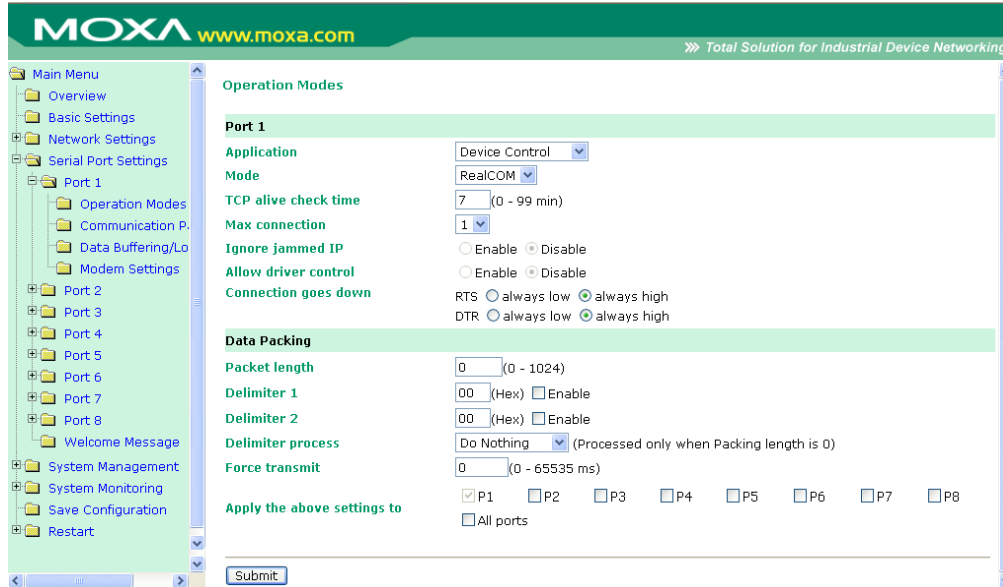 MOXA www.moxa.com
Total Solution for Industrial Device Networking
Main Menu
Overview
Basic Settings
Network Settings
Serial Port Settings
Port 1
Operation Modes
Communication P
Data Buffering/Lo
Modem Settings
Port 2
Port 3
Port 4
Port 5
Port 6
Port 7
Port 8
Welcome Message
System Management
System Monitoring
Save Configuration
Restart
Operation Modes
Port 1
Application Device Control
Mode RealCOM
TCP alive check time 7 (0 - 99 min)
Max connection 1
Ignore jammed IP Enable Disable
Allow driver control Enable Disable
Connection goes down RTS always low always high
DTR always low always high
Data Packing
Packet length 0 (0 - 1024)
Delimiter 1 00 (Hex) Enable
Delimiter 2 00 (Hex) Enable
Delimiter process Do Nothing (Processed only when Packing length is 0)
Force transmit 0 (0 - 65535 ms)
Apply the above settings to P1 P2 P3 P4 P5 P6 P7 P8
All ports
Submit